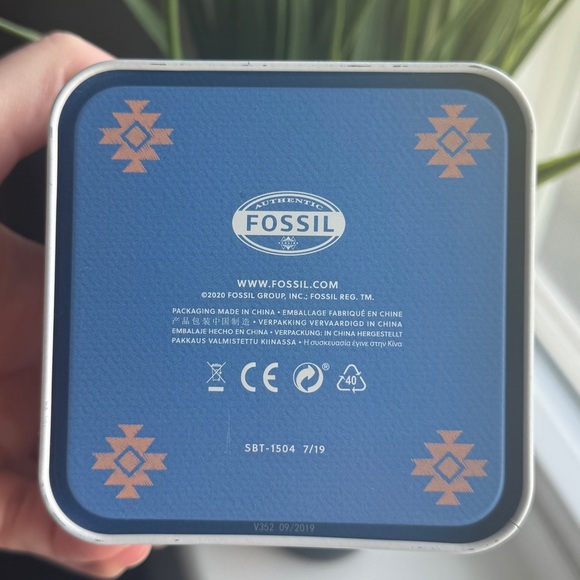 AUTHENTIC
FOSSIL
WWW.FOSSIL.COM
©2020 FOSSIL GROUP, INC.; FOSSIL REG. TM.
PACKAGING MADE IN CHINA • EMBALLAGE FABRIQUÉ EN CHINE
产品包装中国制造 • VERPAKKING VERVAARDIGD IN CHINA
EMBALAJE HECHO EN CHINA • VERPACKUNG: IN CHINA HERGESTELLT
PAKKAUS VALMISTETTU KIINASSA • Η συσκευασία έγινε στην Κίνα
CE ® 40
SBT-1504 7/19
V352 09/2019